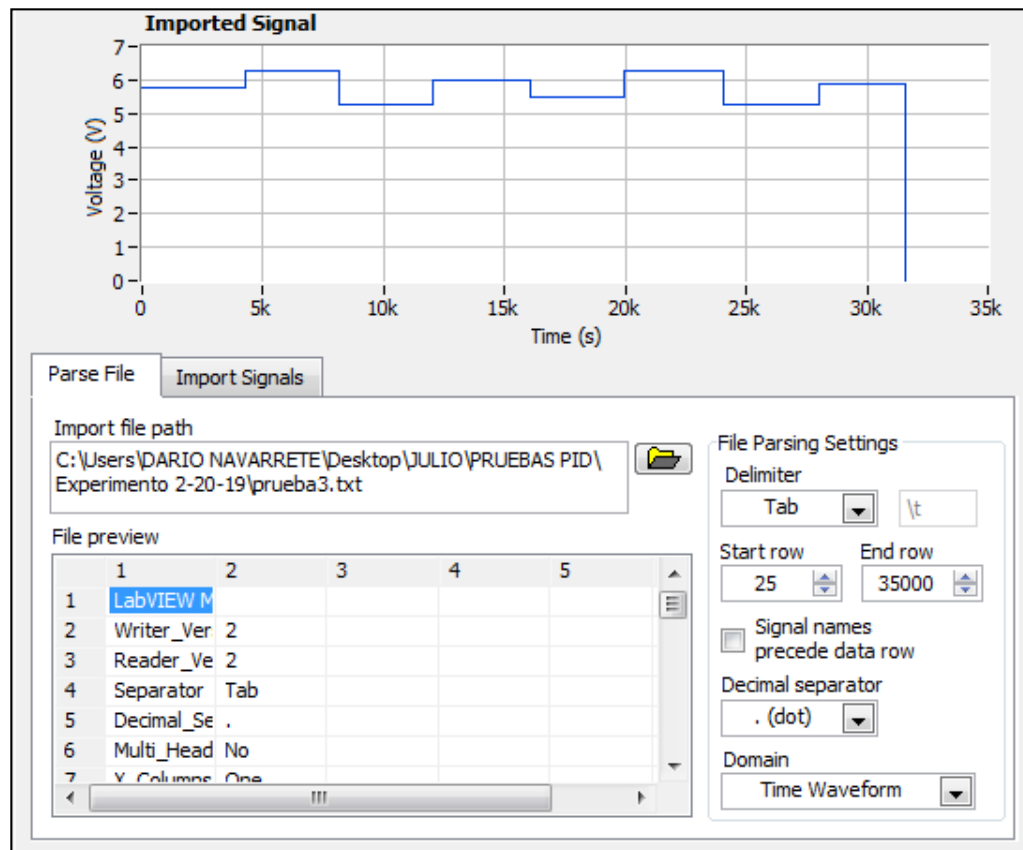 Imported Signal
7
6
5
4
3
2
1
0
Voltage (V)
0 5k 10k 15k 20k 25k 30k 35k
Time (s)
Parse File Import Signals
Import file path
C:\Users\DARIO NAVARRETE\Desktop\JULIO\PRUEBAS PID\
Experimento 2-20-19\prueba3.txt
File preview
1 2 3 4 5
1 LabVIEW M
2 Writer_Ver 2
3 Reader_Ve 2
4 Separator Tab
5 Decimal_Se .
6 Multi_Head No
7 X_Columns One
File Parsing Settings
Delimiter
Tab \t
Start row End row
25 35000
Signal names
precede data row
Decimal separator
. (dot)
Domain
Time Waveform